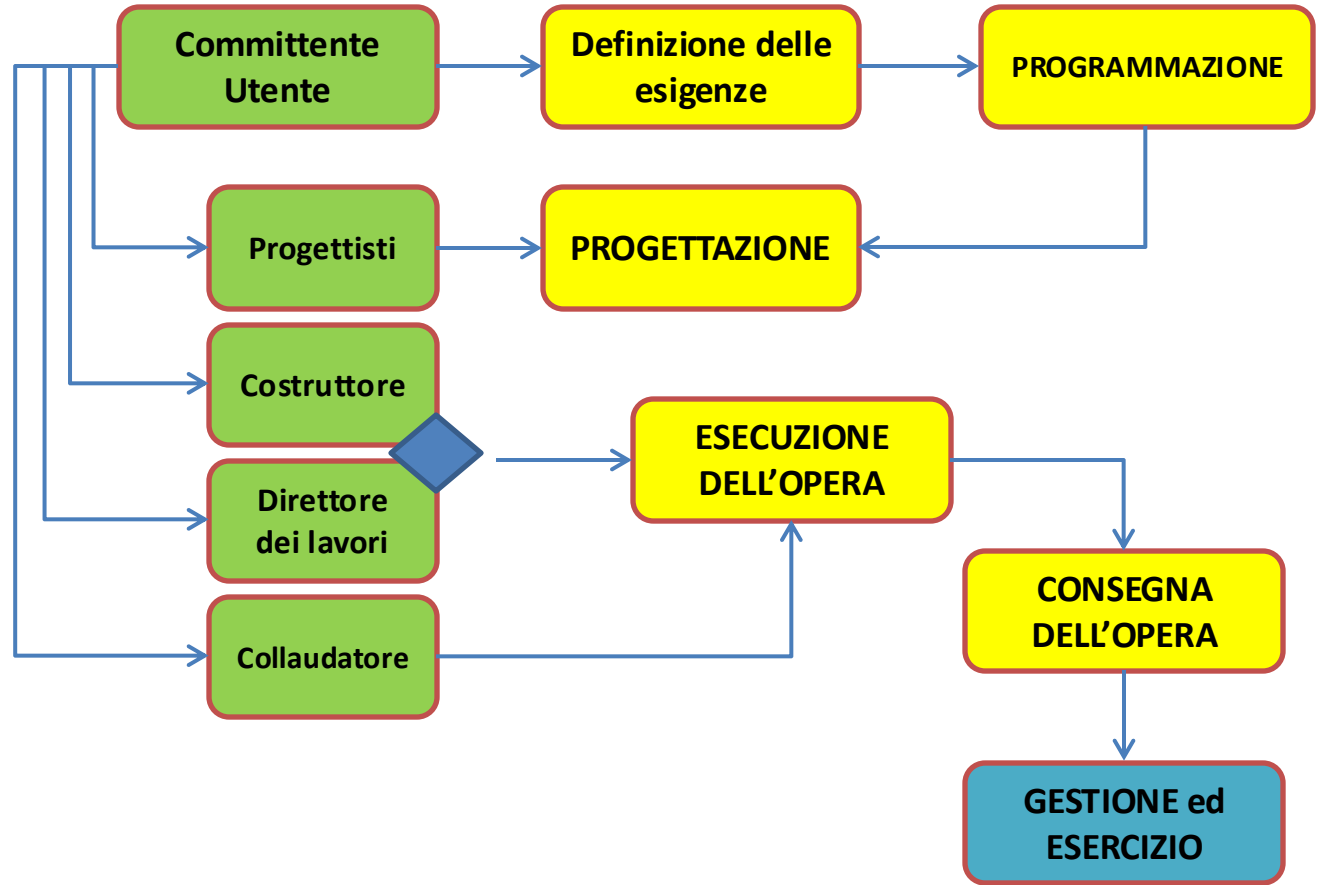 Committente
Utente
Definizione delle
esigenze
PROGRAMMAZIONE
Progettisti
PROGETTAZIONE
Costruttore
ESECUZIONE
DELL’OPERA
Direttore
dei lavori
CONSEGNA
DELL’OPERA
Collaudatore
GESTIONE ed
ESERCIZIO